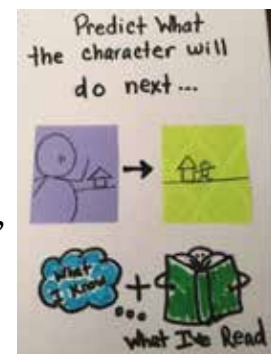 Predict What
the character will
do next...
What
I Know
+
...
What I've Read